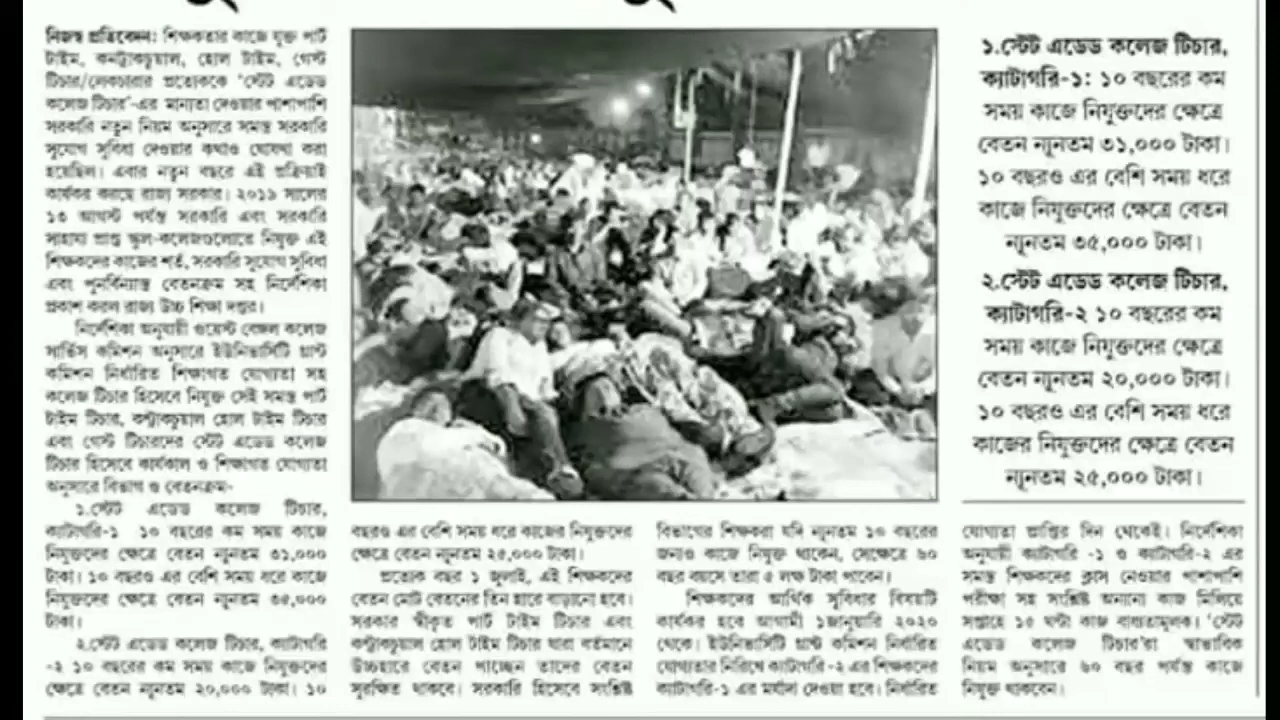 নিজস্ব প্রতিবেদন: শিক্ষকতার কাজে যুক্ত পার্ট
টাইম, কনট্রাকচুয়াল, হোল টাইম, গেস্ট
টিচার/লেকচারার প্রত্যেককে 'স্টেট এডেড
কলেজ টিচার'-এর মান্যতা দেওয়ার পাশাপাশি
সরকারি নতুন নিয়ম অনুসারে সমস্ত সরকারি
সুযোগ সুবিধা দেওয়ার কথাও ঘোষণা করা
হয়েছিল। এবার নতুন বছরে এই প্রক্রিয়াই
কার্যকর করছে রাজ্য সরকার। ২০১৯ সালের
১৩ আগস্ট পর্যন্ত সরকারি এবং সরকারি
সাহায্য প্রাপ্ত স্কুল-কলেজগুলোতে নিযুক্ত এই
শিক্ষকদের কাজের শর্ত, সরকারি সুযোগ সুবিধা
এবং পুনর্বিন্যাস্ত বেতনক্রম সহ নির্দেশিকা
প্রকাশ করল রাজ্য উচ্চ শিক্ষা দপ্তর।
নির্দেশিকা অনুযায়ী ওয়েস্ট বেঙ্গল কলেজ
সার্ভিস কমিশন অনুসারে ইউনিভার্সিটি গ্রান্ট
কমিশন নির্ধারিত শিক্ষাগত যোগ্যতা সহ
কলেজ টিচার হিসেবে নিযুক্ত সেই সমস্ত পার্ট
টাইম টিচার, কন্ট্রাকচুয়াল হোল টাইম টিচার
এবং গেস্ট টিচারদের স্টেট এডেড কলেজ
টিচার হিসেবে কার্যকাল ও শিক্ষাগত যোগ্যতা
অনুসারে বিভাগ ও বেতনক্রম-
১.স্টেট এডেড কলেজ টিচার,
ক্যাটাগরি-১ ১০ বছরের কম সময় কাজে
নিযুক্তদের ক্ষেত্রে বেতন ন্যূনতম ৩১,০০০
টাকা। ১০ বছরও এর বেশি সময় ধরে কাজে
নিযুক্তদের ক্ষেত্রে বেতন ন্যূনতম ৩৫,০০০
টাকা।
২.স্টেট এডেড কলেজ টিচার, ক্যাটাগরি
-২ ১০ বছরের কম সময় কাজে নিযুক্তদের
ক্ষেত্রে বেতন ন্যূনতম ২০,০০০ টাকা। ১০
বছরও এর বেশি সময় ধরে কাজের নিযুক্তদের
ক্ষেত্রে বেতন ন্যূনতম ২৫,০০০ টাকা।
প্রত্যেক বছর ১ জুলাই, এই শিক্ষকদের
বেতন মোট বেতনের তিন হারে বাড়ানো হবে।
সরকার স্বীকৃত পার্ট টাইম টিচার এবং
কন্ট্রাকচুয়াল হোল টাইম টিচার যারা বর্তমানে
উচ্চহারে বেতন পাচ্ছেন তাদের বেতন
সুরক্ষিত থাকবে। সরকারি হিসেবে সংশ্লিষ্ট
বিভাগের শিক্ষকরা যদি ন্যূনতম ১০ বছরের
জন্যও কাজে নিযুক্ত থাকেন, সেক্ষেত্রে ৬০
বছর বয়সে তারা ৫ লক্ষ টাকা পাবেন।
শিক্ষকদের আর্থিক সুবিধার বিষয়টি
কার্যকর হবে আগামী ১জানুয়ারি ২০২০
থেকে। ইউনিভার্সিটি গ্রান্ট কমিশন নির্ধারিত
যোগ্যতার নিরিখে ক্যাটাগরি -২ এর শিক্ষকদের
ক্যাটাগরি-১ এর মর্যাদা দেওয়া হবে। নির্ধারিত
১.স্টেট এডেড কলেজ টিচার,
ক্যাটাগরি-১: ১০ বছরের কম
সময় কাজে নিযুক্তদের ক্ষেত্রে
বেতন ন্যূনতম ৩১,০০০ টাকা।
১০ বছরও এর বেশি সময় ধরে
কাজে নিযুক্তদের ক্ষেত্রে বেতন
ন্যূনতম ৩৫,০০০ টাকা।
২.স্টেট এডেড কলেজ টিচার,
ক্যাটাগরি-২ ১০ বছরের কম
সময় কাজে নিযুক্তদের ক্ষেত্রে
বেতন ন্যূনতম ২০,০০০ টাকা।
১০ বছরও এর বেশি সময় ধরে
কাজের নিযুক্তদের ক্ষেত্রে বেতন
ন্যূনতম ২৫,০০০ টাকা।
যোগ্যতা প্রাপ্তির দিন থেকেই। নির্দেশিকা
অনুযায়ী ক্যাটাগরি -১ ও ক্যাটাগরি-২ এর
সমস্ত শিক্ষকদের ক্লাস নেওয়ার পাশাপাশি
পরীক্ষা সহ সংশ্লিষ্ট অন্যান্য কাজ মিলিয়ে
সপ্তাহে ১৫ ঘণ্টা কাজ বাধ্যতামূলক। 'স্টেট
এডেড কলেজ টিচার'রা স্বাভাবিক
নিয়ম অনুসারে ৬০ বছর পর্যন্ত কাজে
নিযুক্ত থাকবেন।